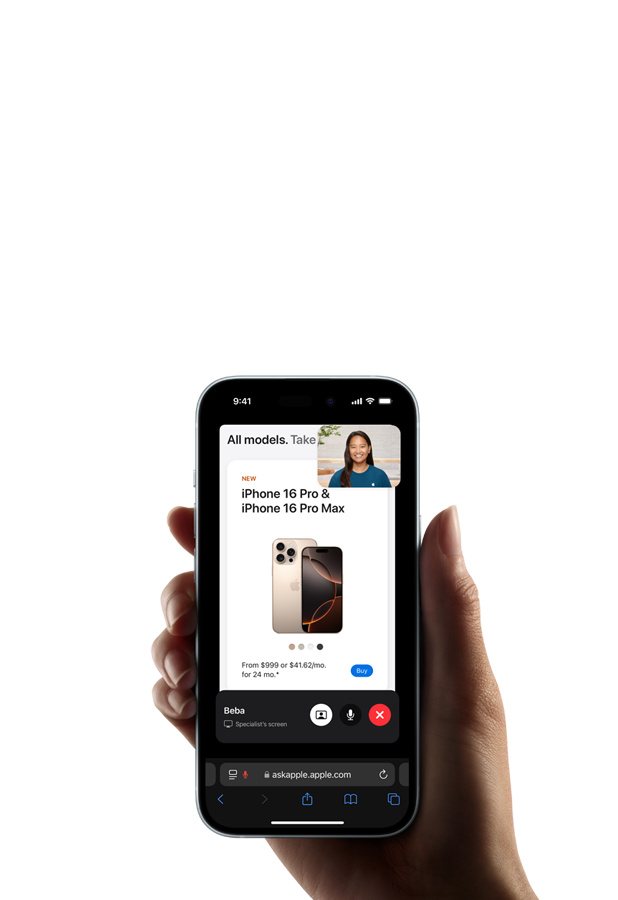 9:41
All models. Take
NEW
iPhone 16 Pro &
iPhone 16 Pro Max
From $999 or $41.62/mo.
for 24 mo.*
Buy
Beba
Specialist's screen
askapple.apple.com